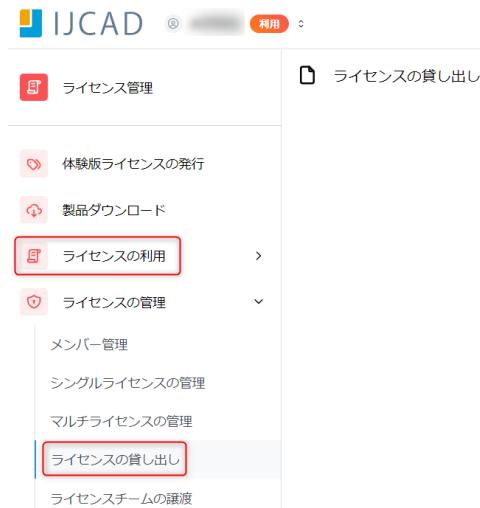 IJCAD
利用
ライセンス管理
ライセンスの貸し出し
体験版ライセンスの発行
製品ダウンロード
ライセンスの利用
ライセンスの管理
メンバー管理
シングルライセンスの管理
マルチライセンスの管理
ライセンスの貸し出し
ライセンスチームの譲渡